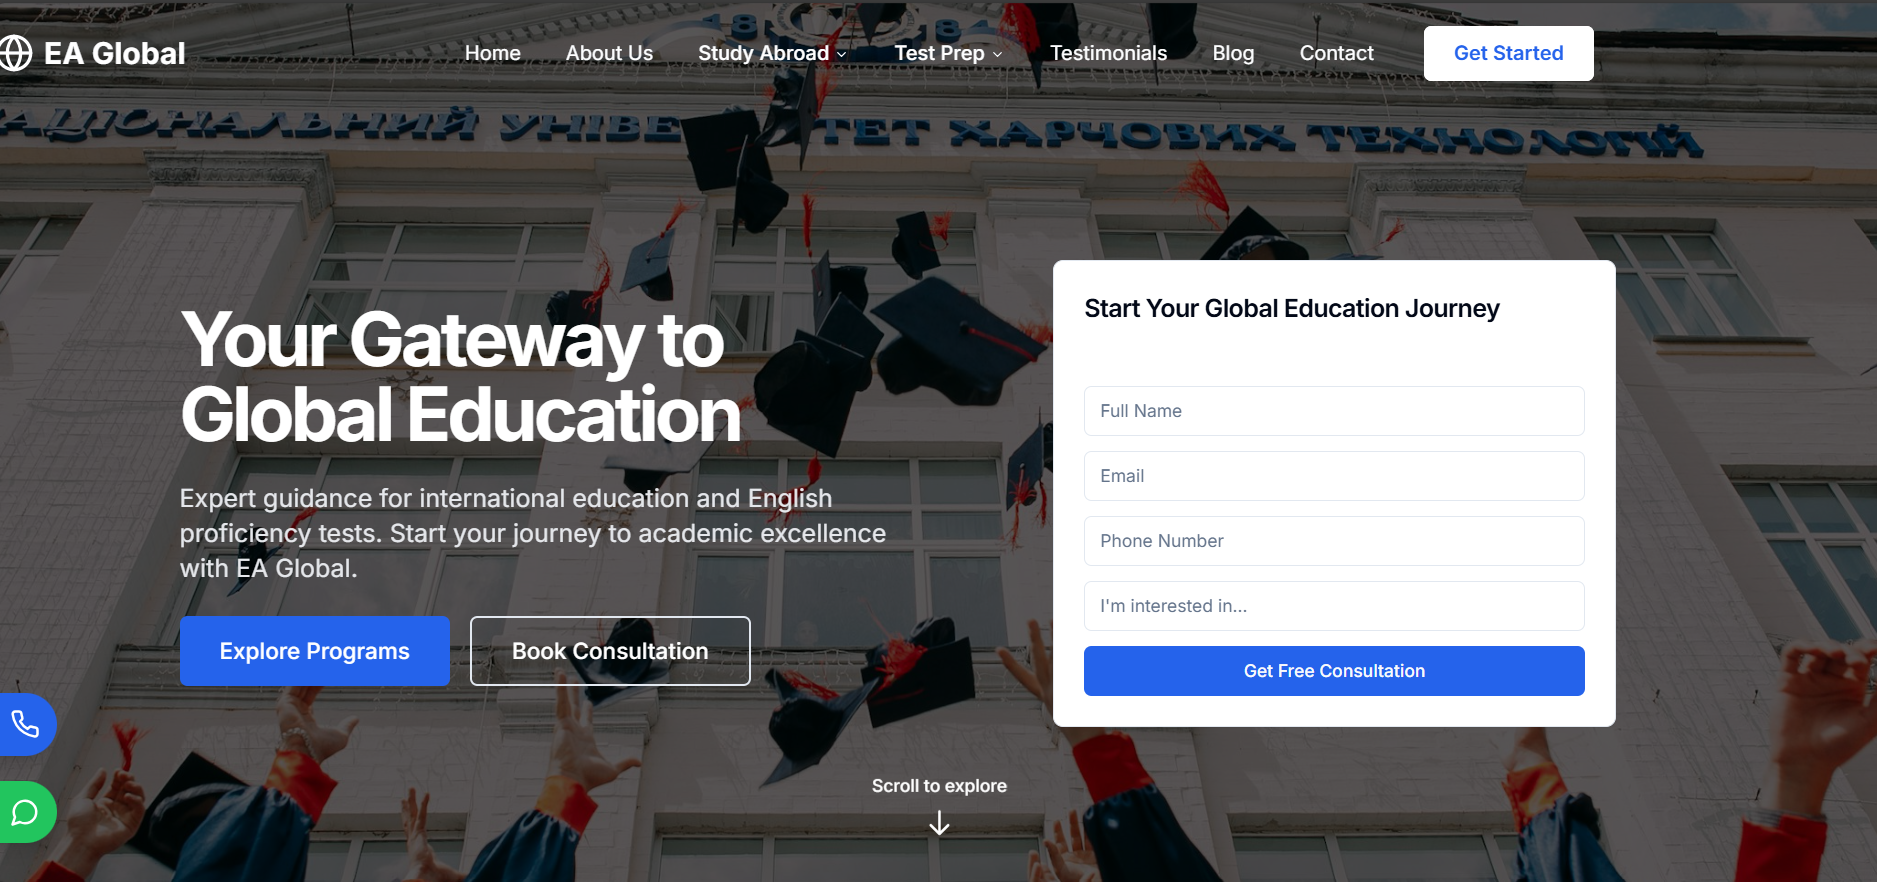 EA Global
Home
About Us
Study Abroad
Test Prep
Testimonials
Blog
Contact
Get Started
18 84
АЦІОНАЛЬНИЙ УНІВЕ ТЕТ ХАРЧОВИХ ТЕХНОЛОГІЙ
Your Gateway to
Global Education
Expert guidance for international education and English
proficiency tests. Start your journey to academic excellence
with EA Global.
Explore Programs
Book Consultation
Start Your Global Education Journey
Full Name
Email
Phone Number
I'm interested in...
Get Free Consultation
Scroll to explore